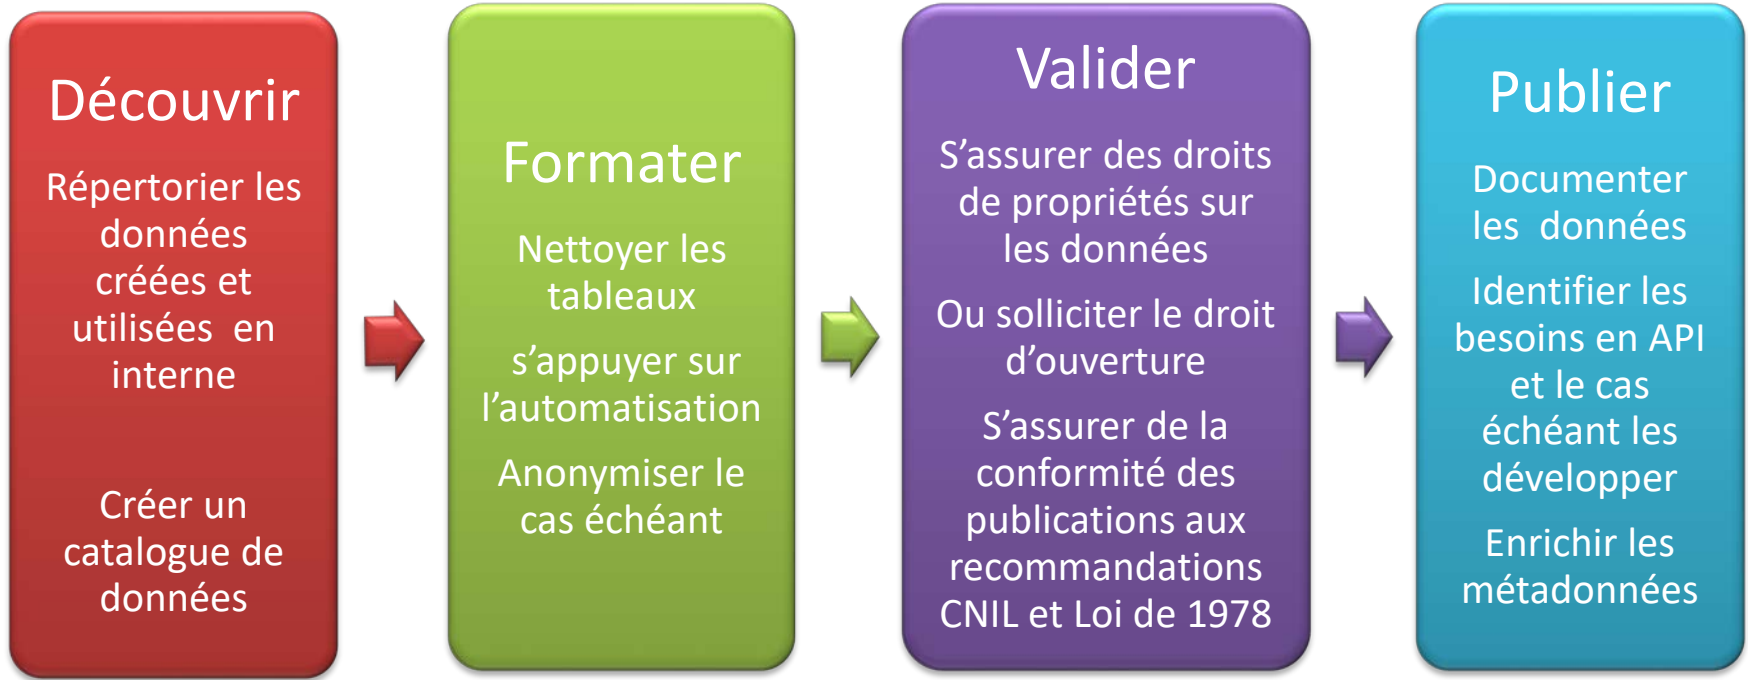 Découvrir
Répertorier les
données
créées et
utilisées  en
interne
Créer un
catalogue de
données
Formater
Nettoyer les
tableaux
s’appuyer sur
l’automatisation
Anonymiser le
cas échéant
Valider
S’assurer des droits
de propriétés sur
les données
Ou solliciter le droit
d’ouverture
S’assurer de la
conformité des
publications aux
recommandations
CNIL et Loi de 1978
Publier
Documenter
les  données
Identifier les
besoins en API
et le cas
échéant les
développer
Enrichir les
métadonnées